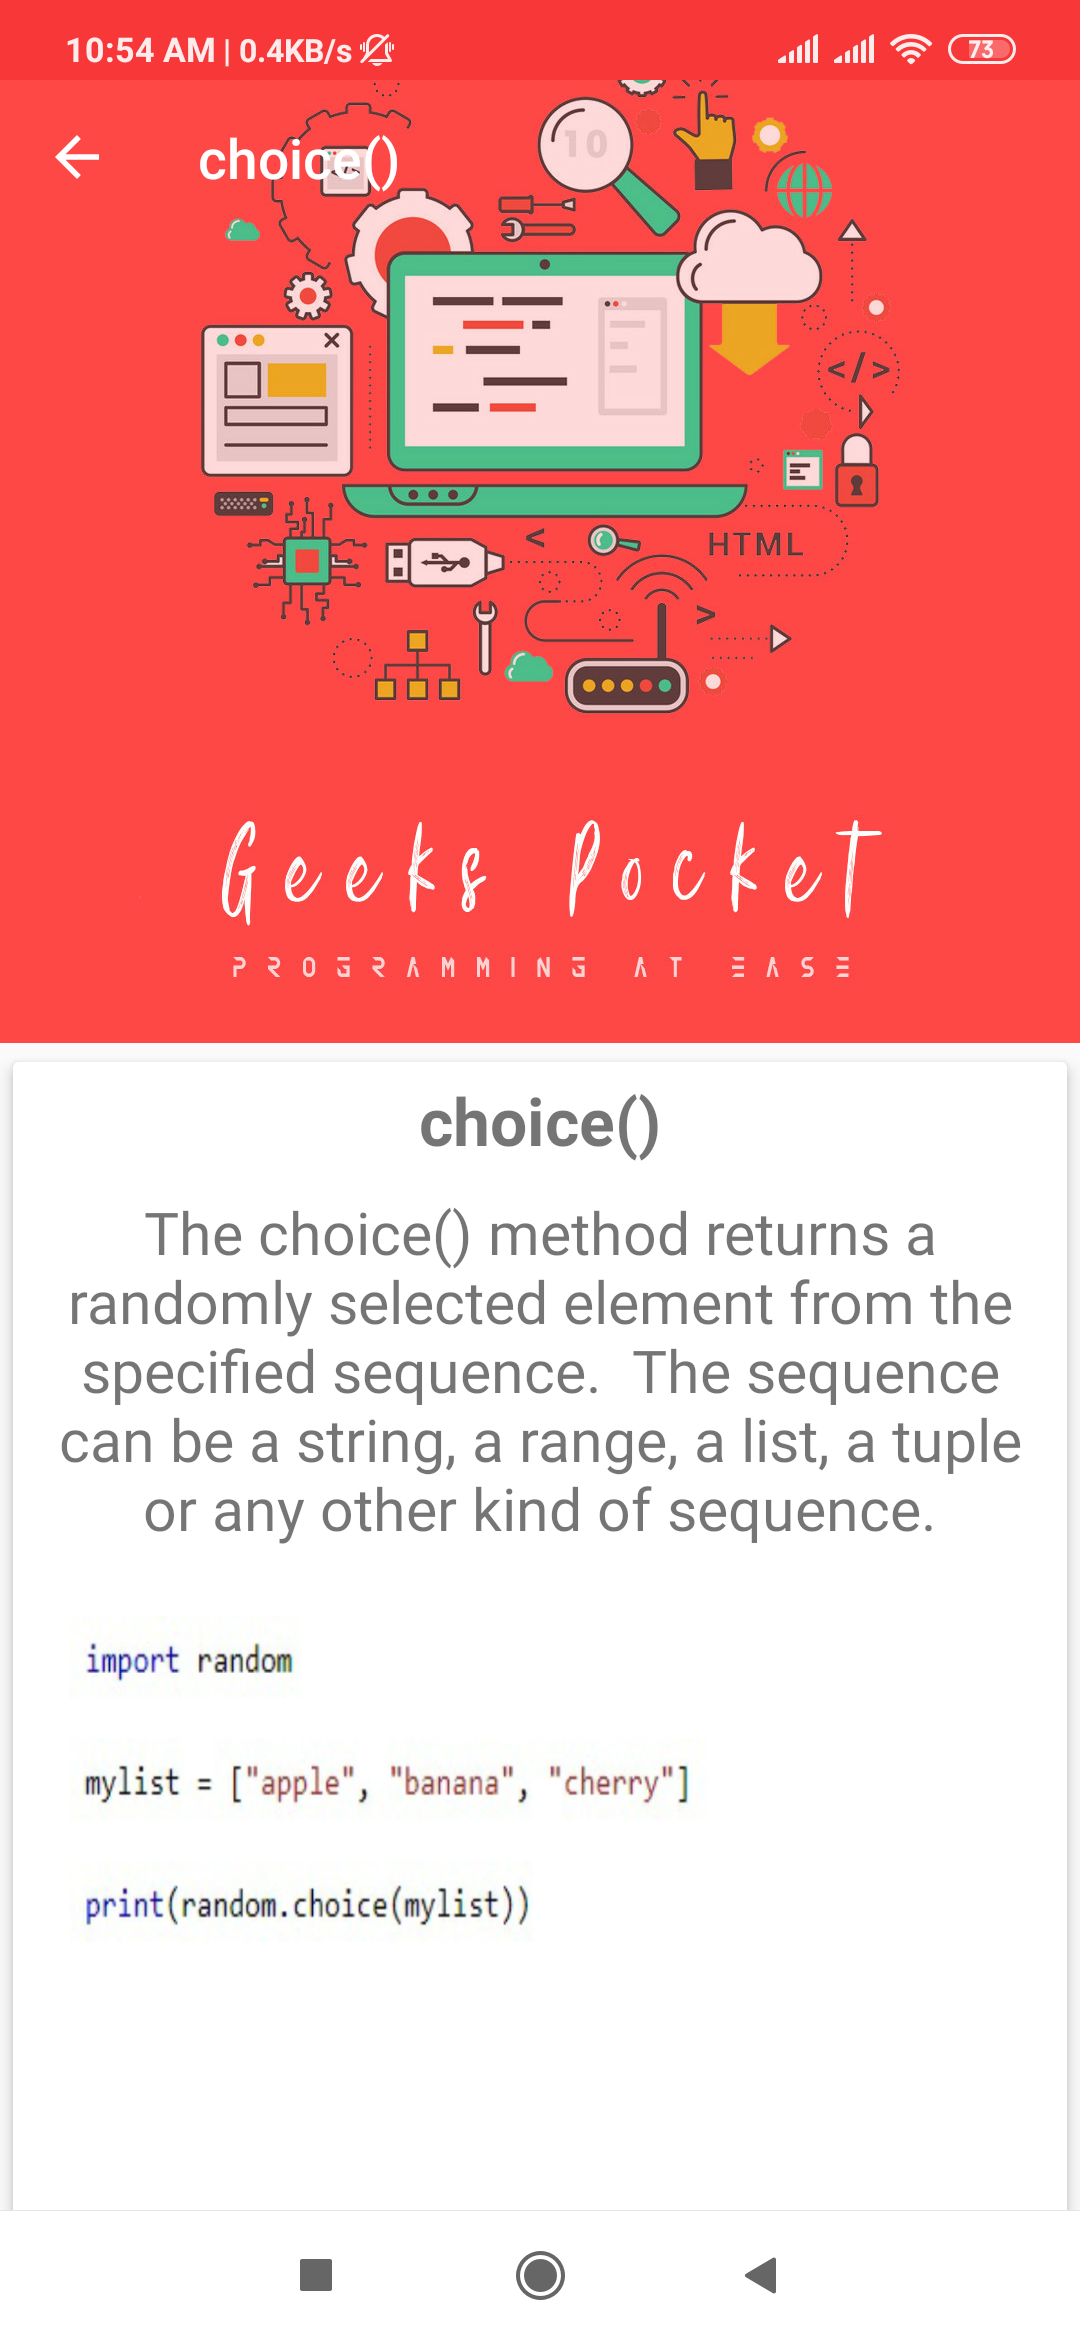 10:54 AM | 0.4KB/s
73
choice()
10
</>
HTML
<
>
Geeks Pocket
PROGRAMMING AT EASE
choice()
The choice() method returns a
randomly selected element from the
specified sequence.  The sequence
can be a string, a range, a list, a tuple
or any other kind of sequence.
import random
mylist = ["apple", "banana", "cherry"]
print(random.choice(mylist))